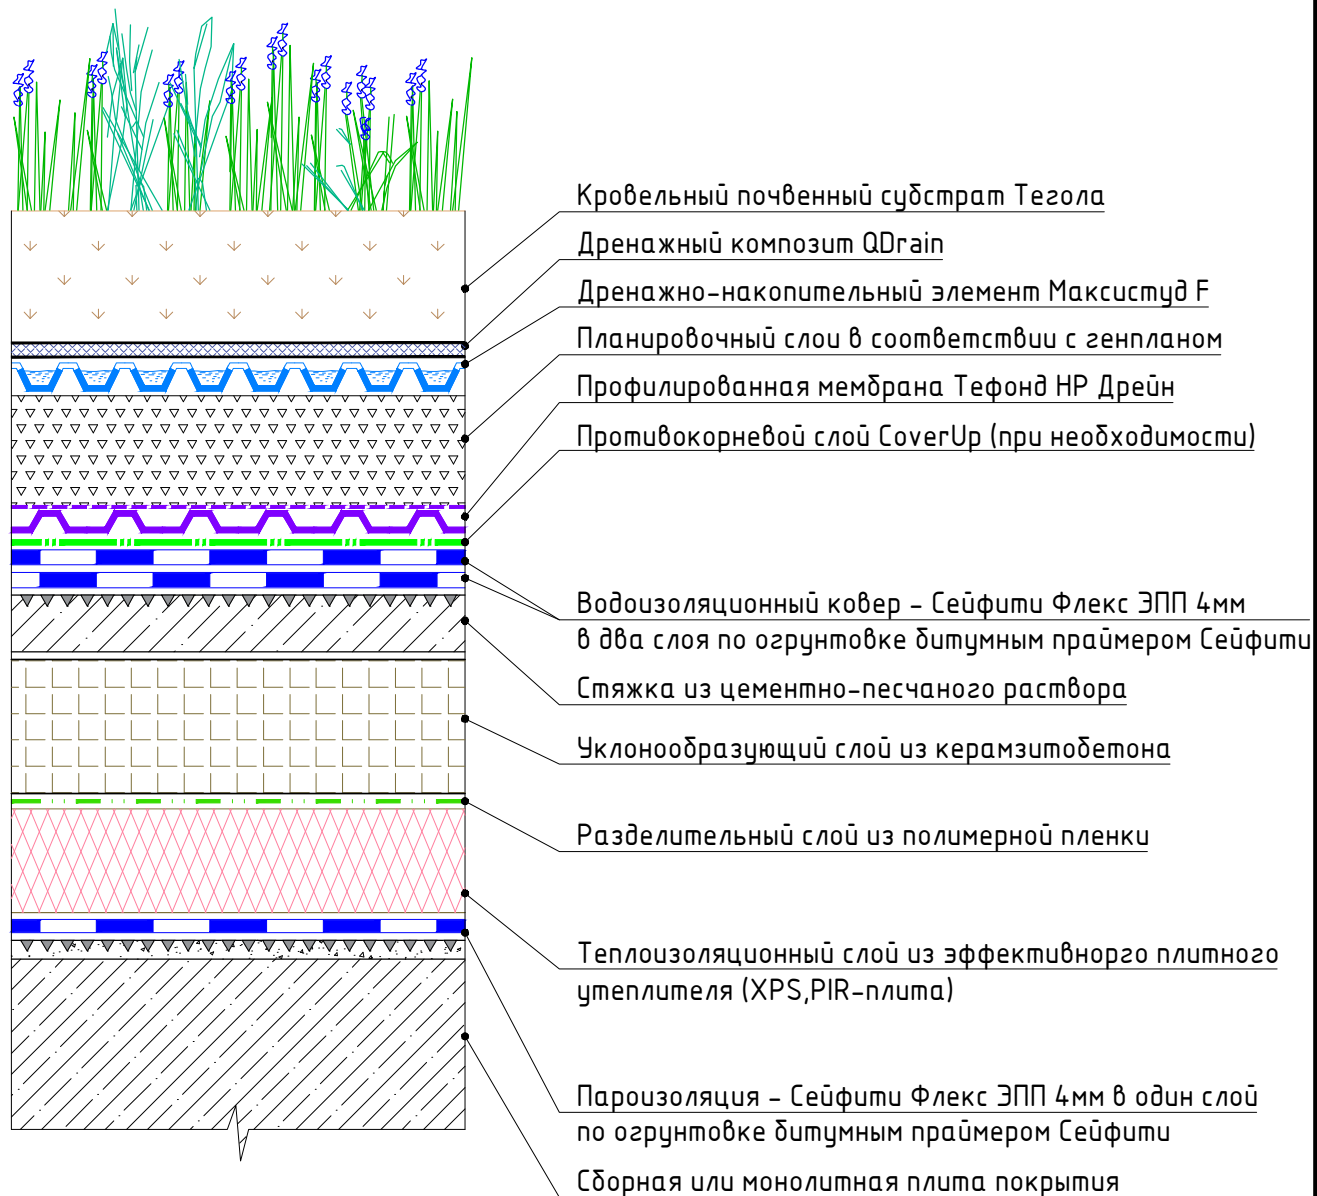 Кровельный почвенный субстрат Тегола
Дренажный композит QDrain
Дренажно-накопительный элемент Максистуд F
Планировочный слои в соответствии с генпланом
Профилированная мембрана Тефонд HP Дрейн
Противокорневой слой CoverUp (при необходимости)
Водоизоляционный ковер - Сейфити Флекс ЭПП 4мм
в два слоя по огрунтовке битумным праймером Сейфити
Стяжка из цементно-песчаного раствора
Уклонообразующий слой из керамзитобетона
Разделительный слой из полимерной пленки
Теплоизоляционный слой из эффективнорго плитного
утеплителя (XPS,PIR-плита)
Пароизоляция - Сейфити Флекс ЭПП 4мм в один слой
по огрунтовке битумным праймером Сейфити
Сборная или монолитная плита покрытия